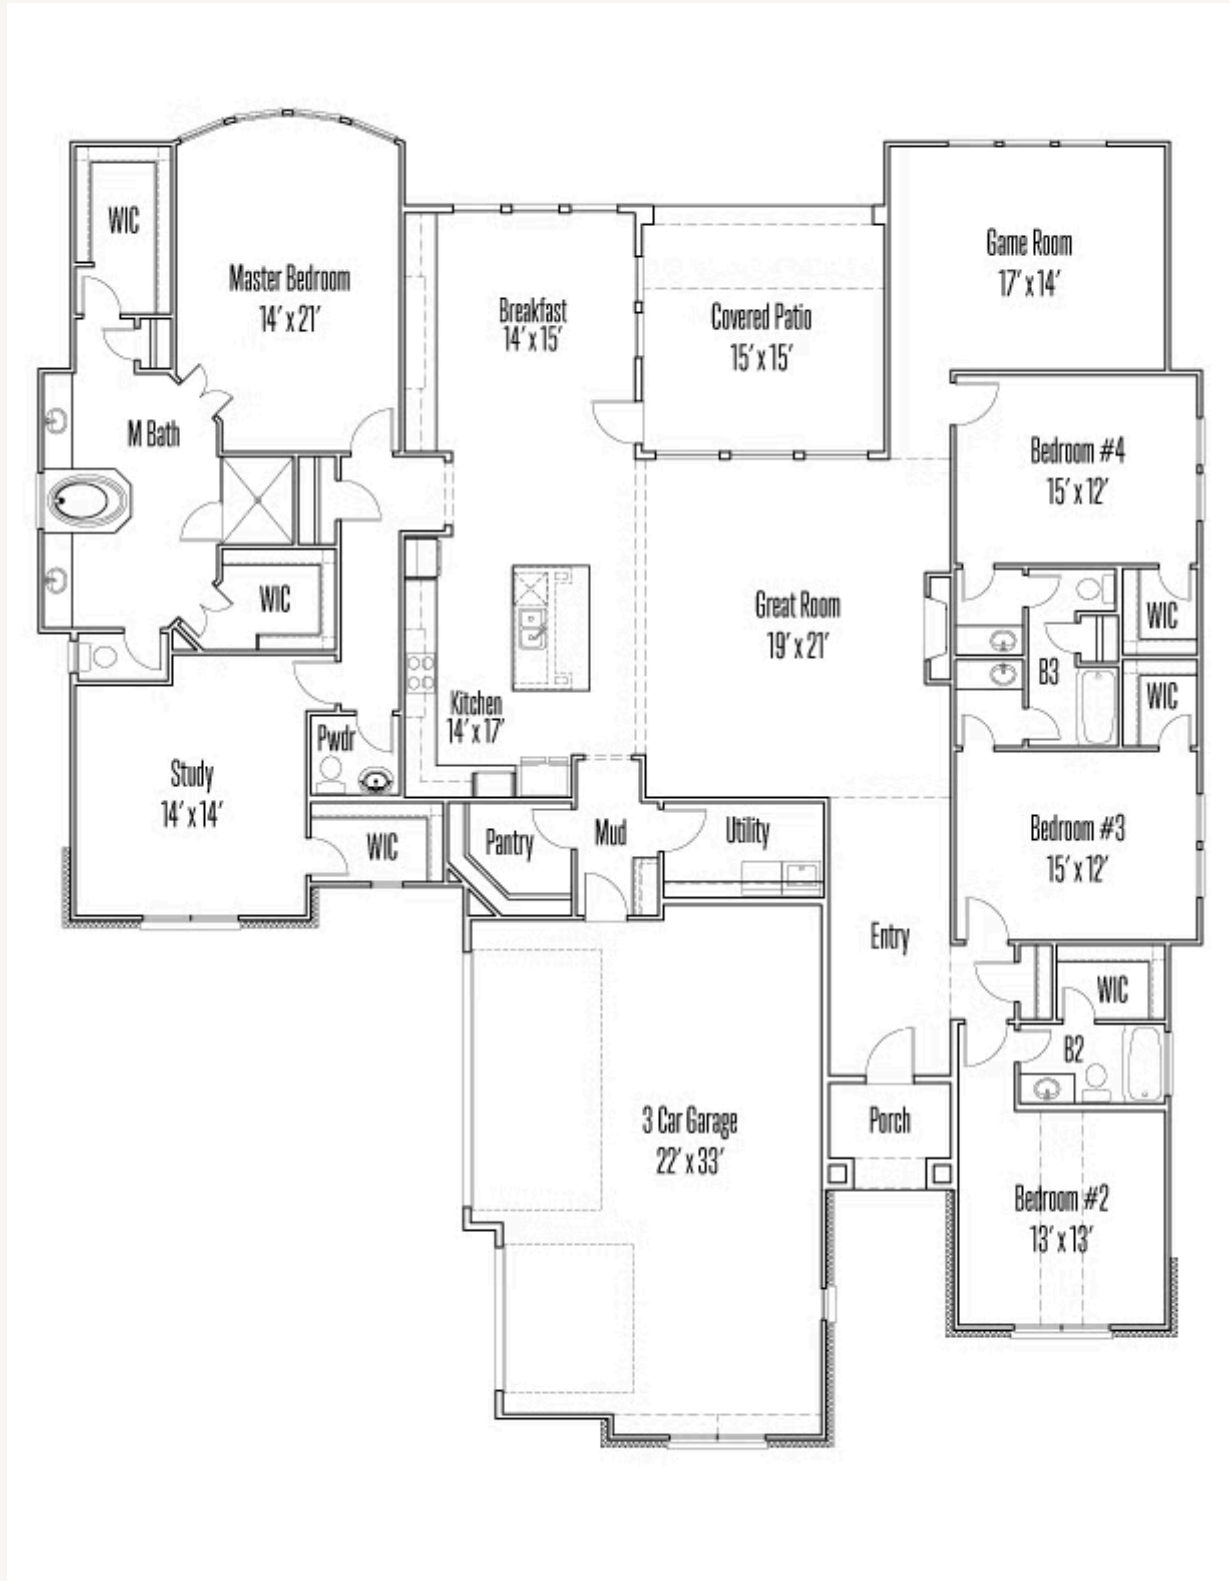 WIC
Master Bedroom
14′ x 21′
Breakfast
14′ x 15′
Covered Patio
15′ x 15′
Game Room
17′ x 14′
M Bath
Bedroom #4
15′ x 12′
WIC
Great Room
19′ x 21′
WIC
B3
WIC
Kitchen
14′ x 17′
Pwdr
Study
14′ x 14′
WIC
Pantry
Mud
Utility
Bedroom #3
15′ x 12′
Entry
WIC
B2
3 Car Garage
22′ x 33′
Porch
Bedroom #2
13′ x 13′